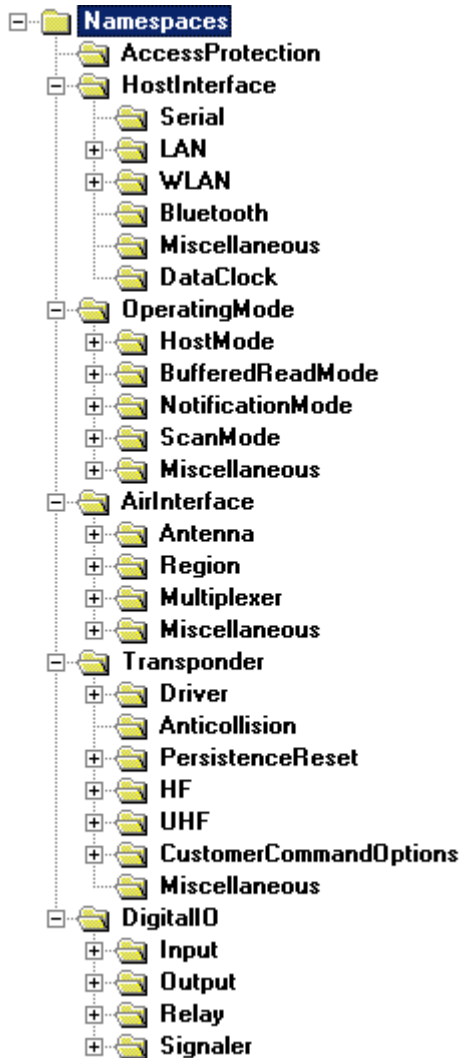 Namespaces
AccessProtection
HostInterface
Serial
LAN
WLAN
Bluetooth
Miscellaneous
DataClock
OperatingMode
HostMode
BufferedReadMode
NotificationMode
ScanMode
Miscellaneous
AirInterface
Antenna
Region
Multiplexer
Miscellaneous
Transponder
Driver
Anticollision
PersistenceReset
HF
UHF
CustomerCommandOptions
Miscellaneous
DigitalIO
Input
Output
Relay
Signaler